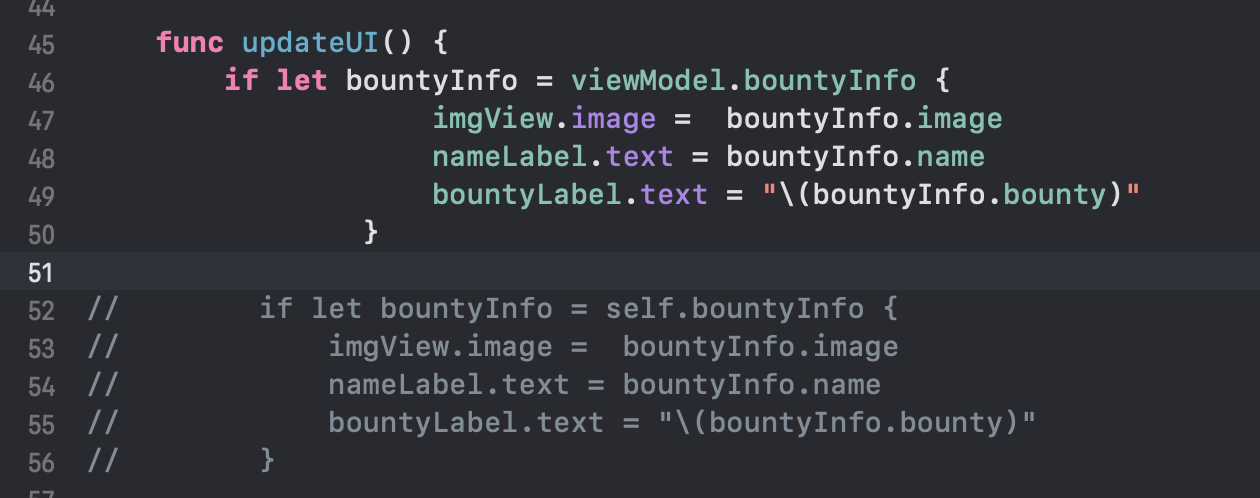 44
45 func updateUI() {
46 if let bountyInfo = viewModel.bountyInfo {
47 imgView.image =  bountyInfo.image
48 nameLabel.text = bountyInfo.name
49 bountyLabel.text = "\(bountyInfo.bounty)"
50 }
51
52 // if let bountyInfo = self.bountyInfo {
53 // imgView.image =  bountyInfo.image
54 // nameLabel.text = bountyInfo.name
55 // bountyLabel.text = "\(bountyInfo.bounty)"
56 // }
57